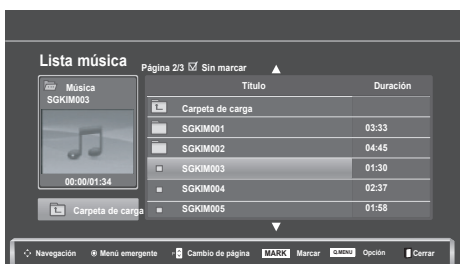 Lista música
Página 2/3 Sin marcar
Música
SGKIM003
00:00/01:34
Carpeta de carga
Título Duración
Carpeta de carga
SGKIM001 03:33
SGKIM002 04:45
SGKIM003 01:30
SGKIM004 02:37
SGKIM005 01:58
Navegación Menú emergente Cambio de página MARK Marcar Q.MENU Opción Cerrar